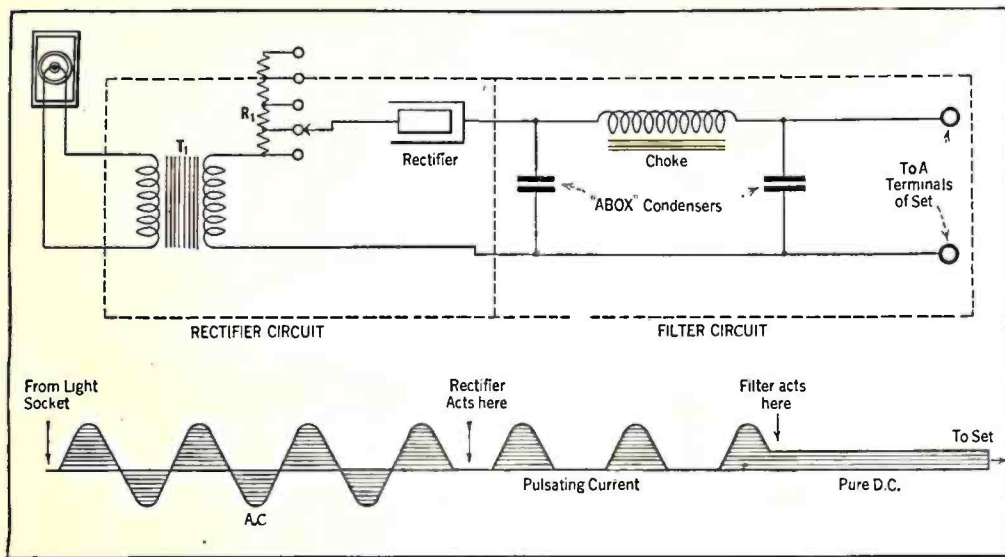 R1
T1
Rectifier
Choke
"ABOX" Condensers
To A
Terminals
of Set
RECTIFIER CIRCUIT
FILTER CIRCUIT
From Light
Socket
Rectifier
Acts here
Filter acts
here
To Set
A.C
Pulsating Current
Pure D.C.